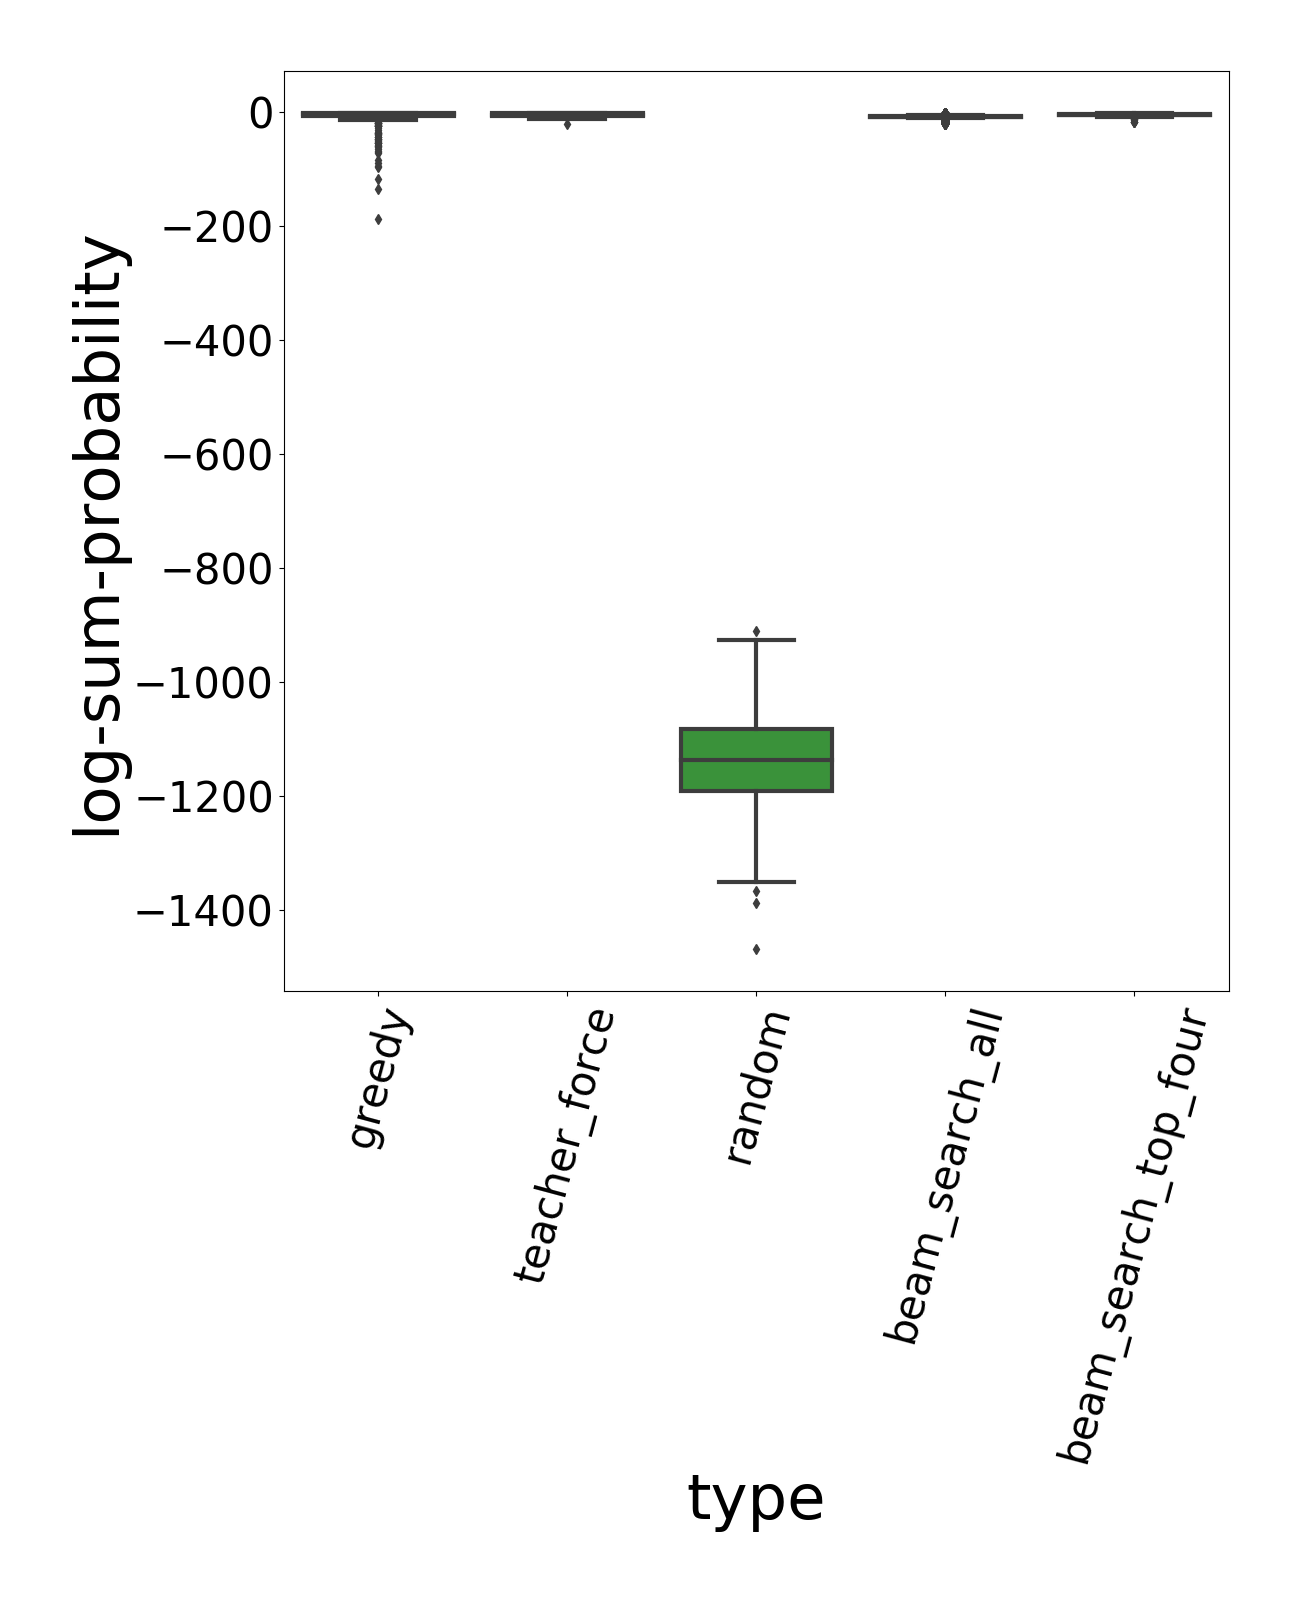 log-sum-probability
0
−200
−400
−600
−800
−1000
−1200
−1400
greedy
teacher_force
random
beam_search_all
beam_search_top_four
type